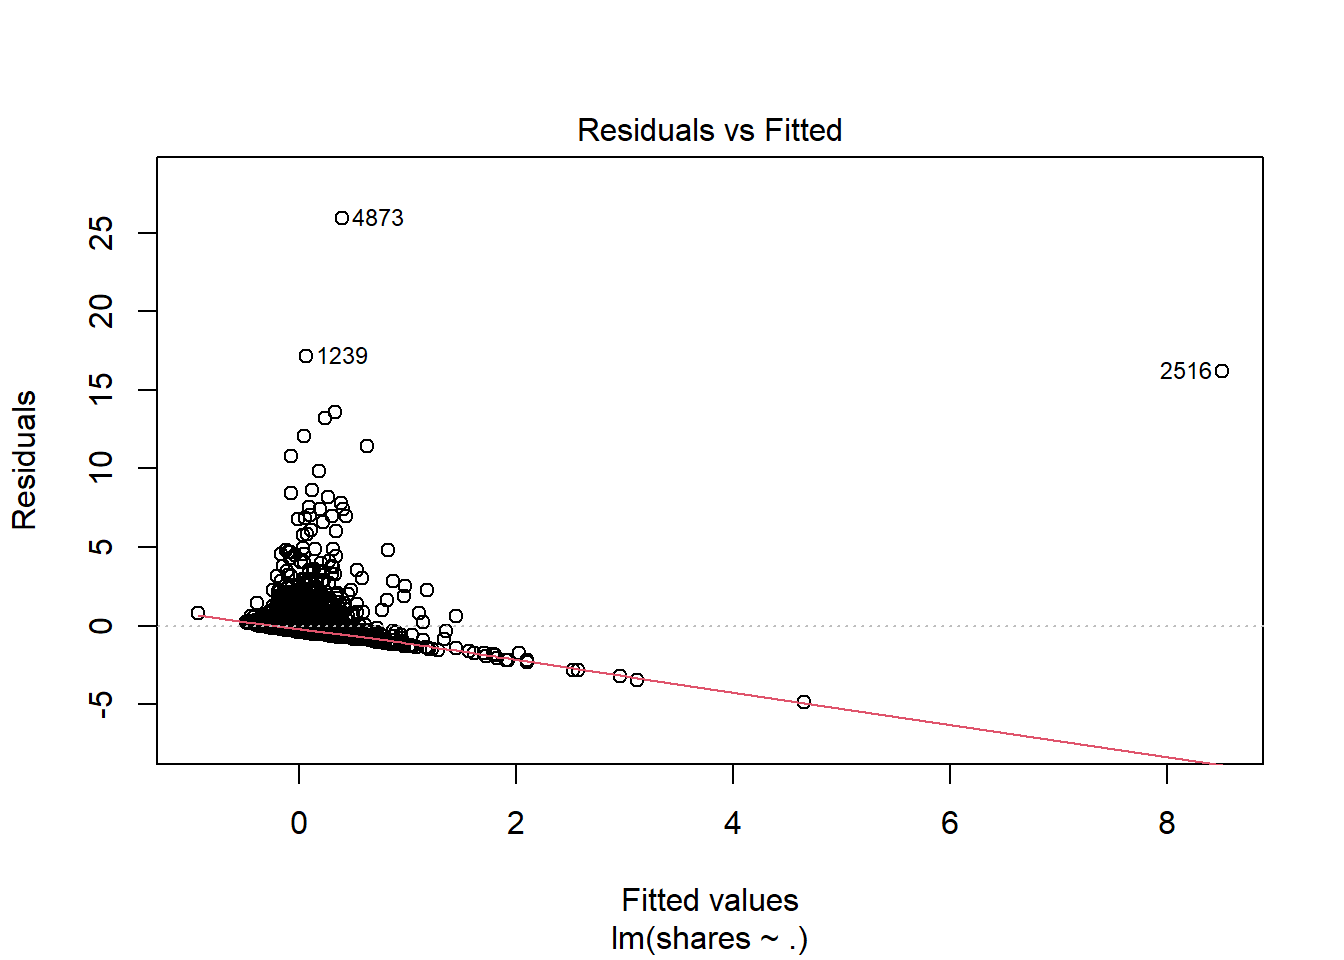 Residuals vs Fitted
Residuals
25
20
15
10
5
0
-5
4873
1239
2516
0 2 4 6 8
Fitted values
lm(shares ~ .)